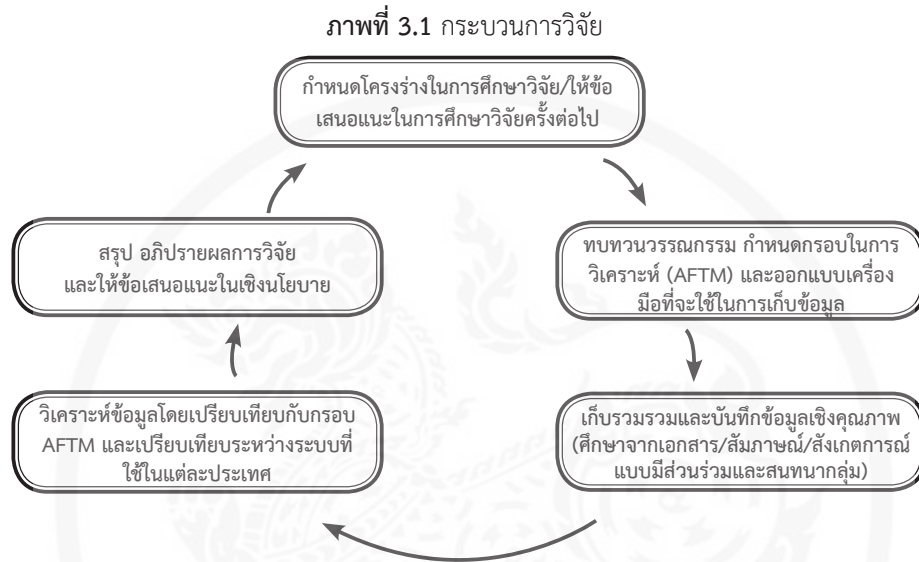 ภาพที่ 3.1 กระบวนการวิจัย
กำหนดโครงร่างในการศึกษาวิจัย/ให้ข้อ
เสนอแนะในการศึกษาวิจัยครั้งต่อไป
ทบทวนวรรณกรรม กำหนดกรอบในการ
วิเคราะห์ (AFTM) และออกแบบเครื่อง
มือที่จะใช้ในการเก็บข้อมูล
เก็บรวมรวมและบันทึกข้อมูลเชิงคุณภาพ
(ศึกษาจากเอกสาร/สัมภาษณ์/สังเกตการณ์
แบบมีส่วนร่วมและสนทนากลุ่ม)
วิเคราะห์ข้อมูลโดยเปรียบเทียบกับกรอบ
AFTM และเปรียบเทียบระหว่างระบบที่
ใช้ในแต่ละประเทศ
สรุป อภิปรายผลการวิจัย
และให้ข้อเสนอแนะในเชิงนโยบาย